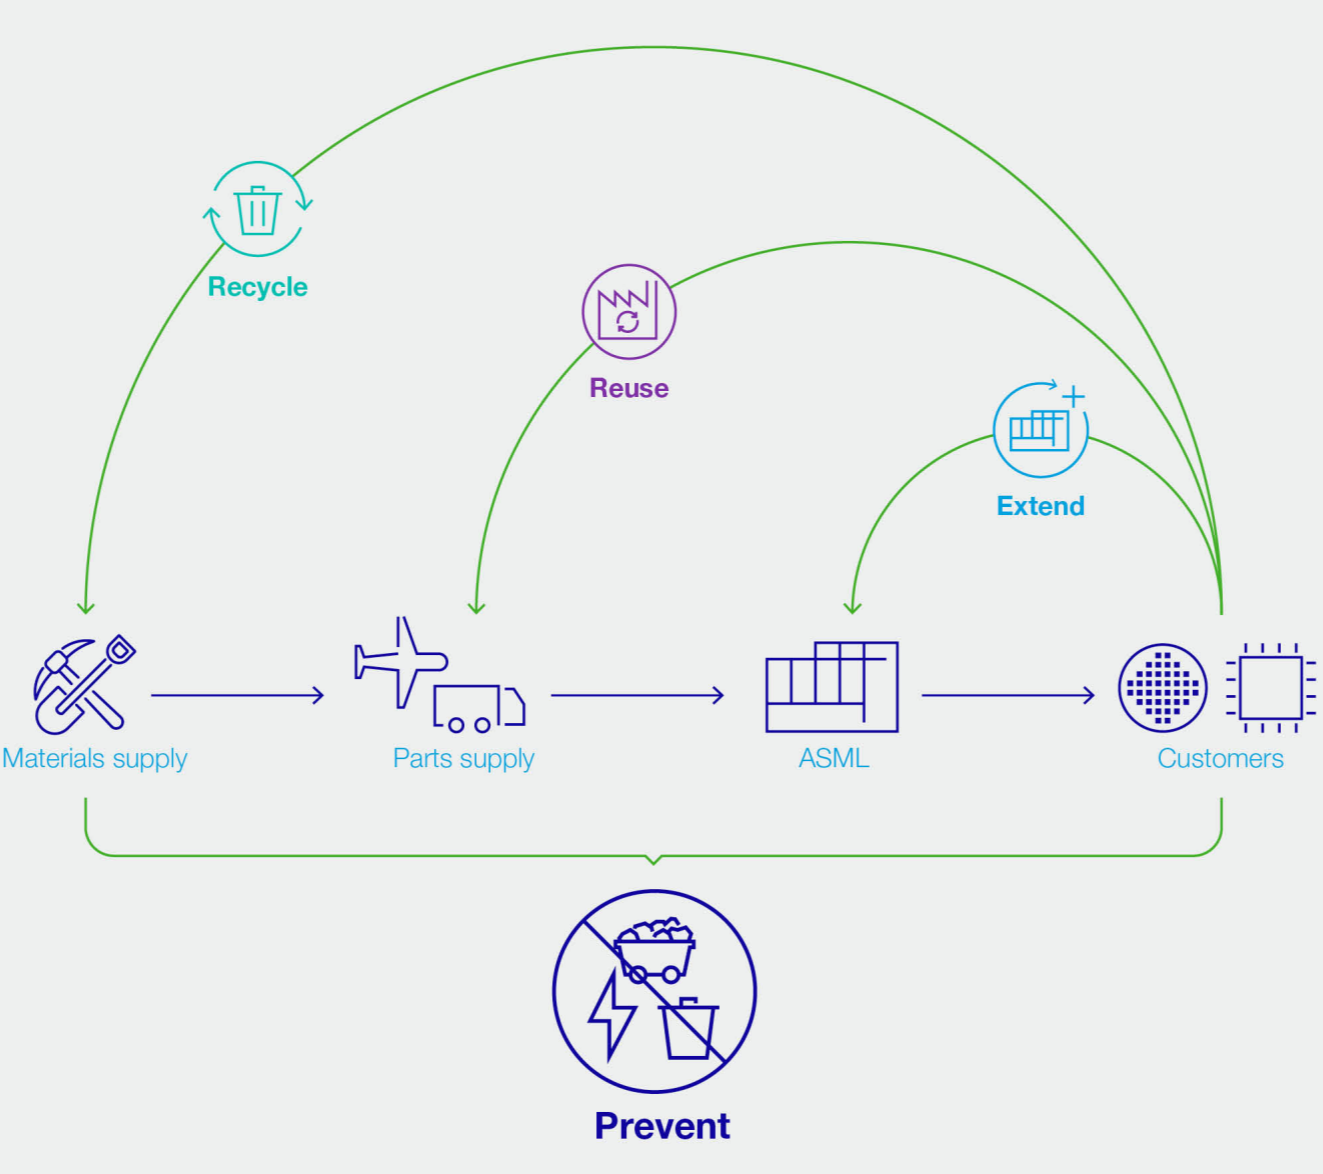 Recycle
Reuse
Extend
Materials supply
Parts supply
ASML
Customers
Prevent